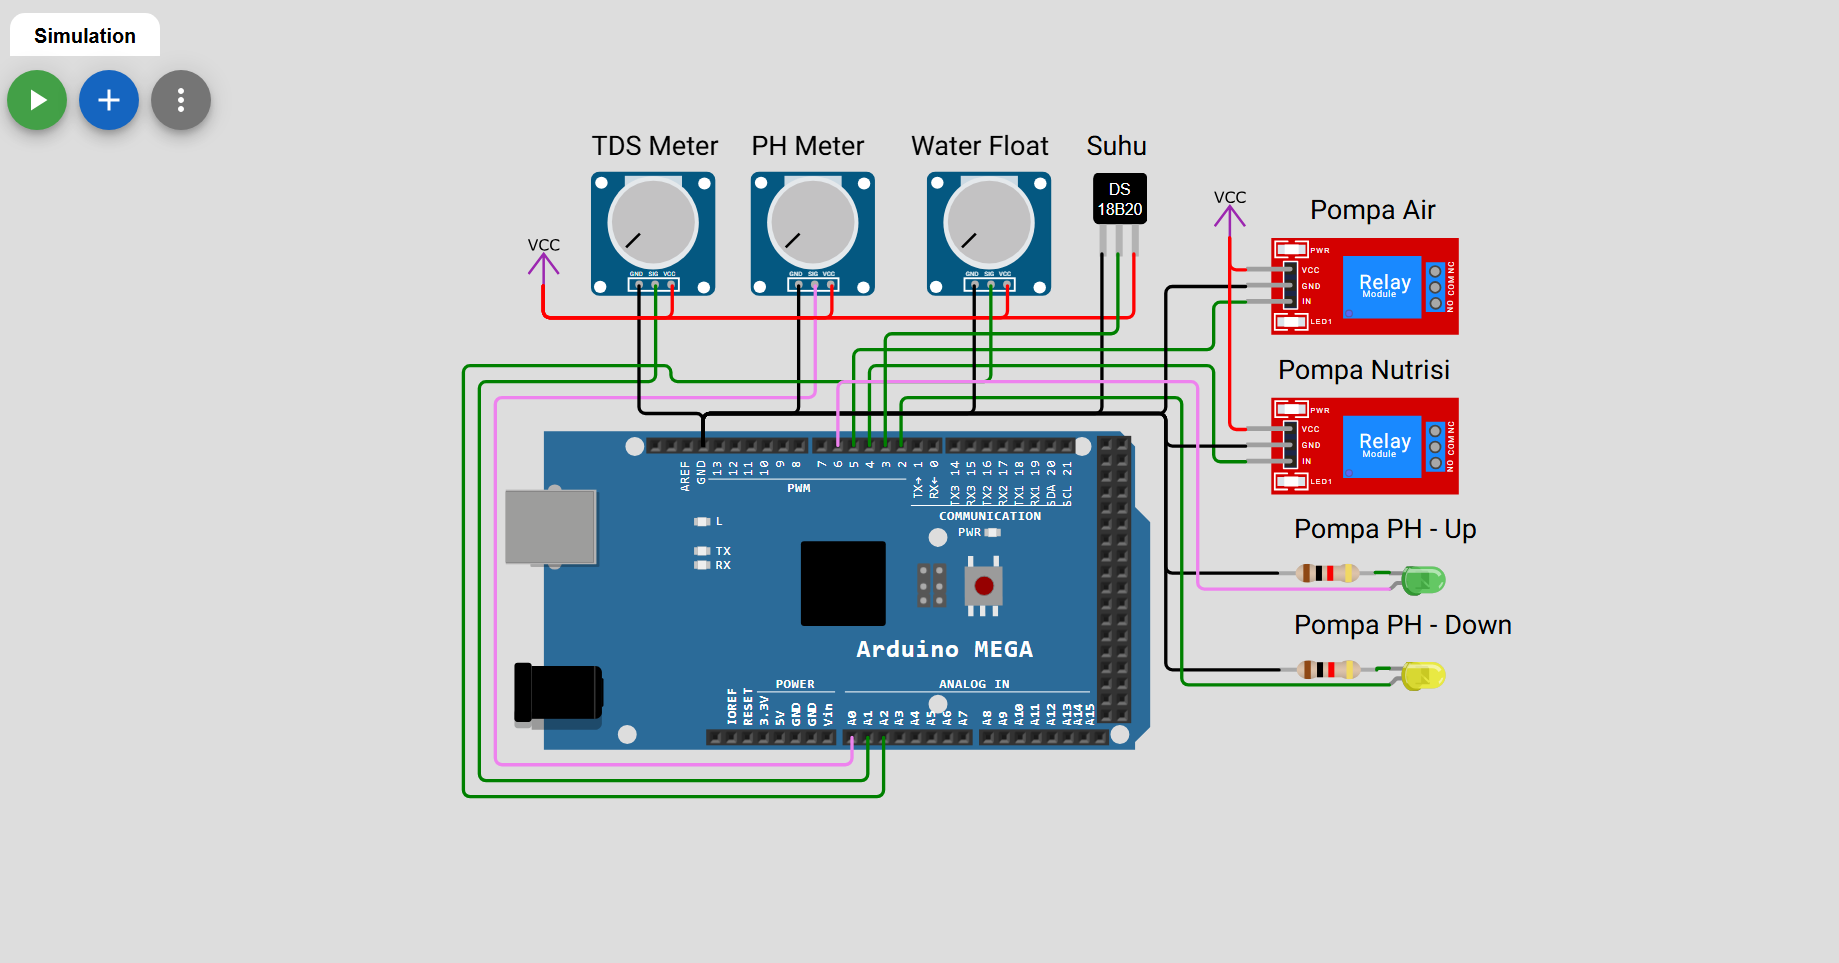 Simulation
TDS Meter
PH Meter
Water Float
Suhu
DS
18B20
VCC
VCC
GND SIG VCC
GND SIG VCC
GND SIG VCC
Pompa Air
PWR
VCC
GND
IN
LED1
Relay
Module
NO COM NC
Pompa Nutrisi
PWR
VCC
GND
IN
LED1
Relay
Module
NO COM NC
Pompa PH - Up
Pompa PH - Down
AREF GND 13 12 11 10 9 8 7 6 5 4 3 2 TX→ 1 RX← 0 TX3 14 RX3 15 TX2 16 RX2 17 TX1 18 RX1 19 SDA 20 SCL 21
PWM
COMMUNICATION
PWR
L
TX
RX
Arduino MEGA
POWER
ANALOG IN
IOREF RESET 3.3V 5V GND GND Vin A0 A1 A2 A3 A4 A5 A6 A7 A8 A9 A10 A11 A12 A13 A14 A15